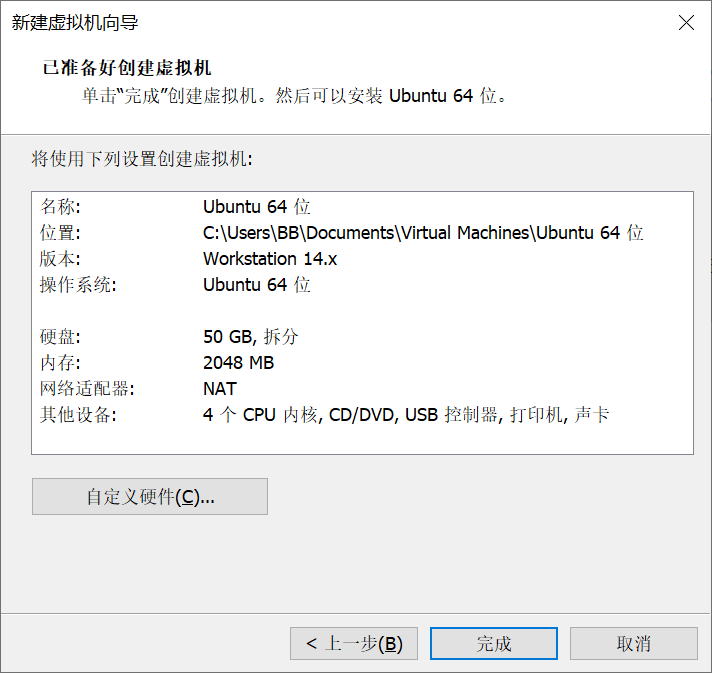 新建虚拟机向导
已准备好创建虚拟机
单击“完成”创建虚拟机。然后可以安装 Ubuntu 64 位。
将使用下列设置创建虚拟机:
名称: Ubuntu 64 位
位置: C:\Users\BB\Documents\Virtual Machines\Ubuntu 64 位
版本: Workstation 14.x
操作系统: Ubuntu 64 位
硬盘: 50 GB, 拆分
内存: 2048 MB
网络适配器: NAT
其他设备: 4 个 CPU 内核, CD/DVD, USB 控制器, 打印机, 声卡
自定义硬件(C)...
< 上一步(B) 完成 取消